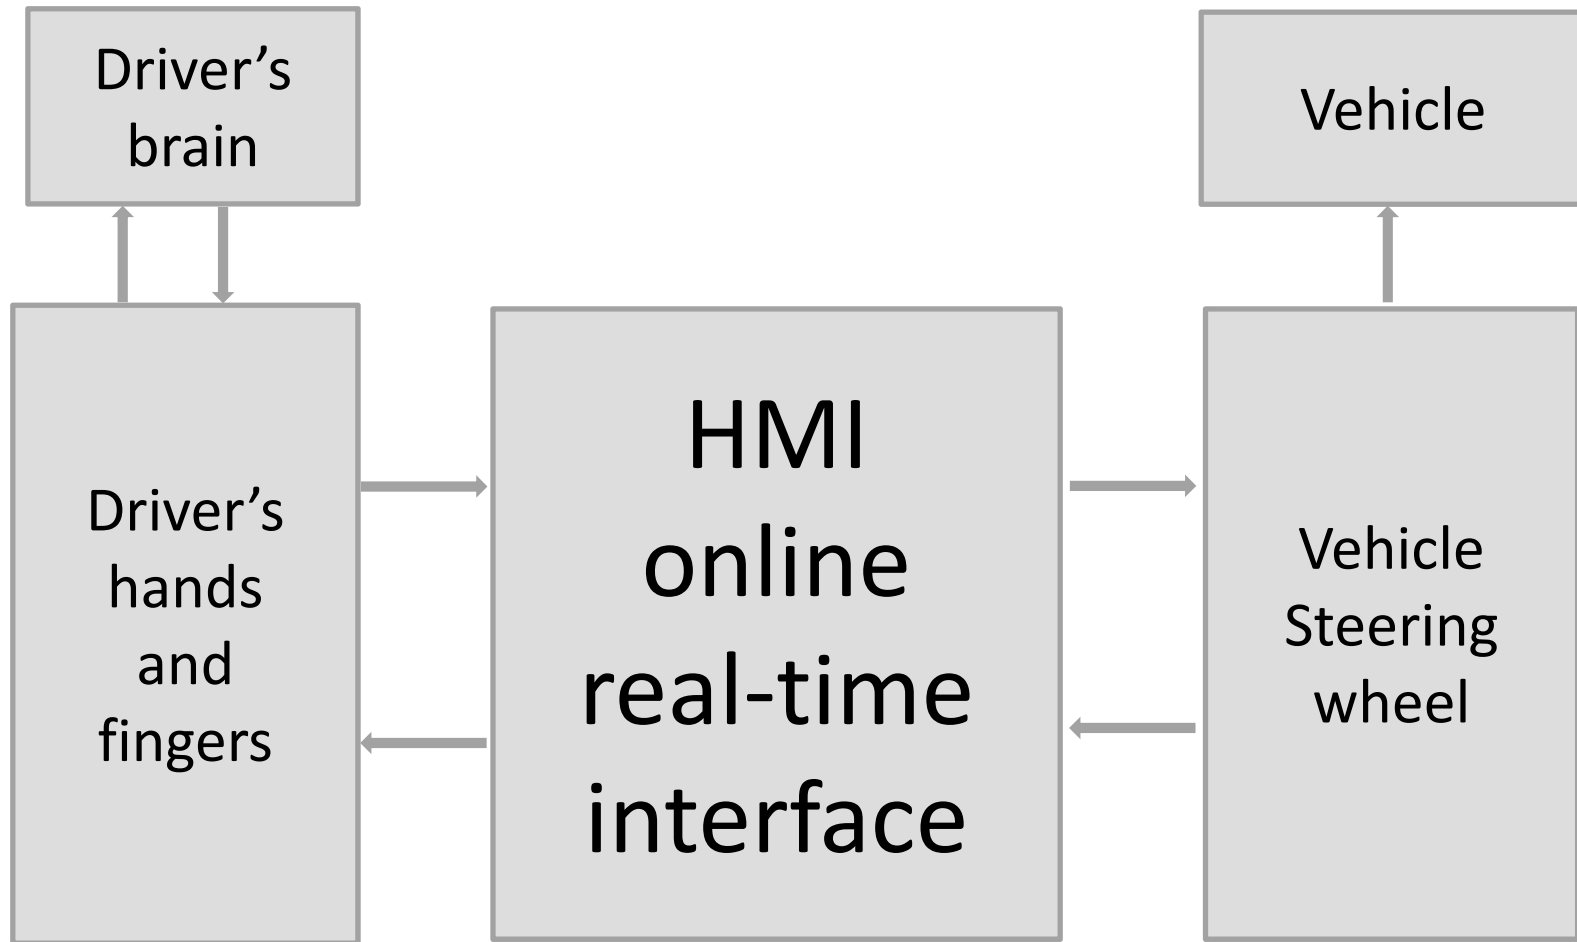 Driver’s
brain
Vehicle
Driver’s
hands
and
fingers
HMI
online
real-time
interface
Vehicle
Steering
wheel